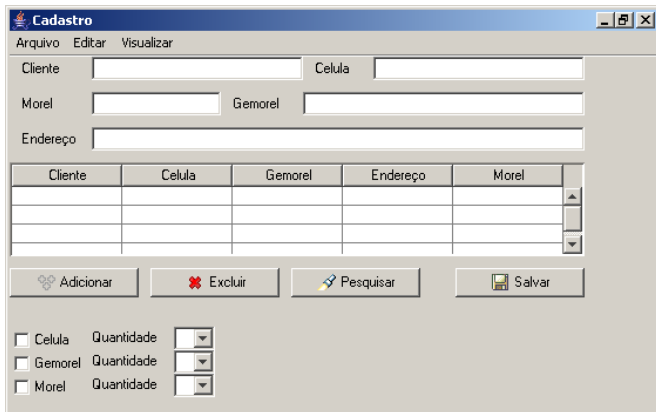 Cadastro
Arquivo Editar Visualizar
Cliente Celula
Morel Gemorel
Endereço
Cliente Celula Gemorel Endereço Morel
Adicionar Excluir Pesquisar Salvar
Celula Quantidade
Gemorel Quantidade
Morel Quantidade